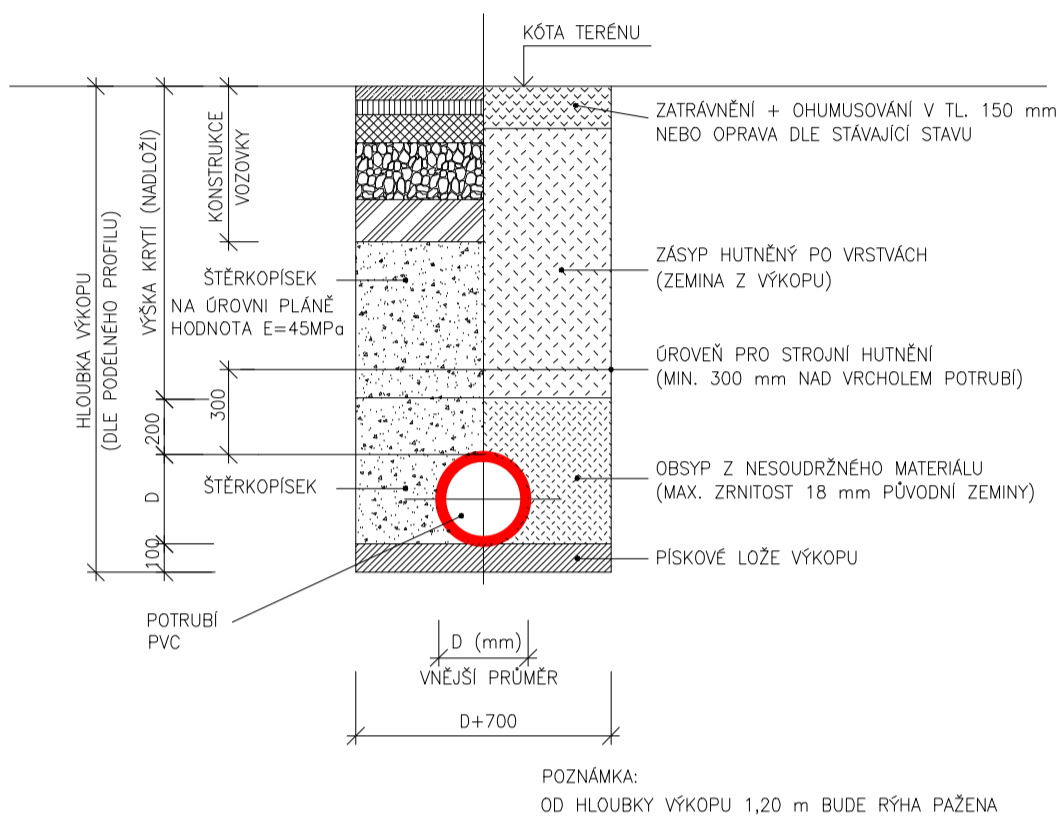 KÓTA TERÉNU
ZATRÁVNĚNÍ + OHUMUSOVÁNÍ V TL. 150 mm
NEBO OPRAVA DLE STÁVAJÍCÍ STAVU
HLOUBKA VÝKOPU
(DLE PODÉLNÉHO PROFILU)
VÝŠKA KRYTÍ (NADLOŽÍ)
KONSTRUKCE
VOZOVKY
ŠTĚRKOPÍSEK
NA ÚROVNI PLÁNĚ
HODNOTA E=45MPa
ZÁSYP HUTNĚNÝ PO VRSTVÁCH
(ZEMINA Z VÝKOPU)
ÚROVEŇ PRO STROJNÍ HUTNĚNÍ
(MIN. 300 mm NAD VRCHOLEM POTRUBÍ)
300
200
D
100
ŠTĚRKOPÍSEK
OBSYP Z NESOUDRŽNÉHO MATERIÁLU
(MAX. ZRNITOST 18 mm PŮVODNÍ ZEMINY)
PÍSKOVÉ LOŽE VÝKOPU
POTRUBÍ
PVC
D (mm)
VNĚJŠÍ PRŮMĚR
D+700
POZNÁMKA:
OD HLOUBKY VÝKOPU 1,20 m BUDE RÝHA PAŽENA